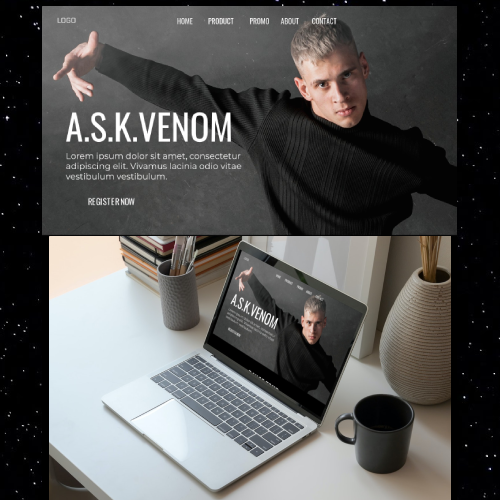 LOGO
HOME PRODUCT PROMO ABOUT CONTACT
A.S.K.VENOM
Lorem ipsum dolor sit amet, consectetur
adipiscing elit. Vivamus lacinia odio vitae
vestibulum vestibulum.
REGISTER NOW
A.S.K.VENOM